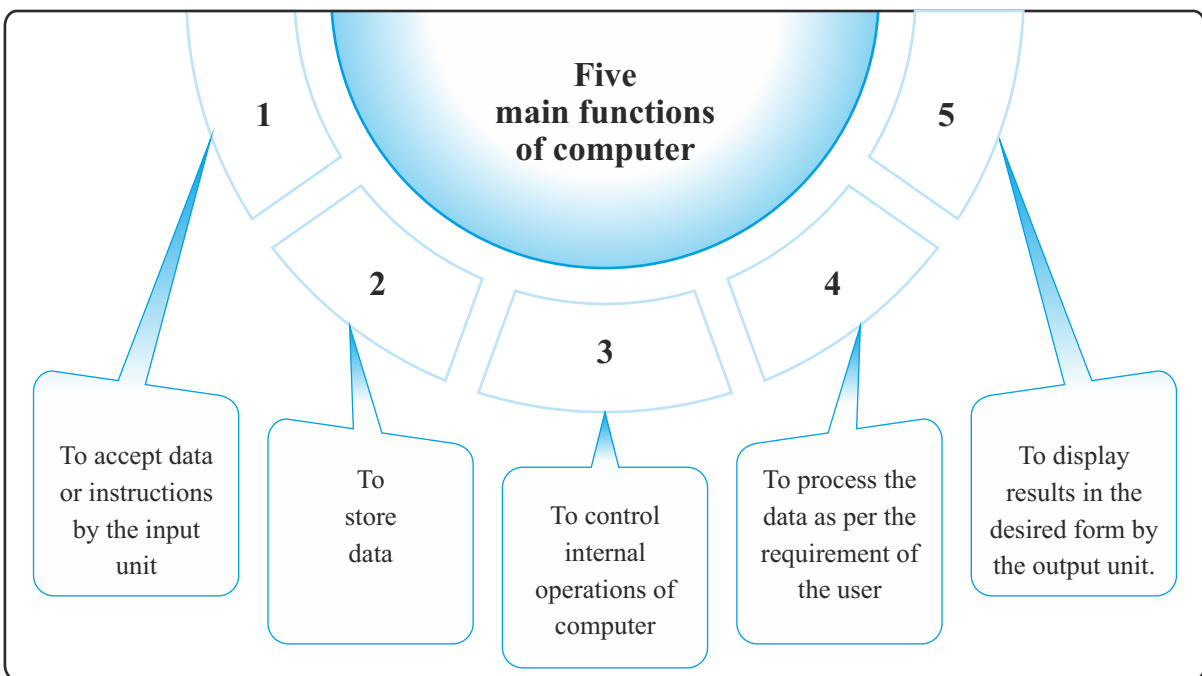 Five
main functions
of computer
1
2
3
4
5
To accept data
or instructions
by the input
unit
To
store
data
To control
internal
operations of
computer
To process the
data as per the
requirement of
the user
To display
results in the
desired form by
the output unit.